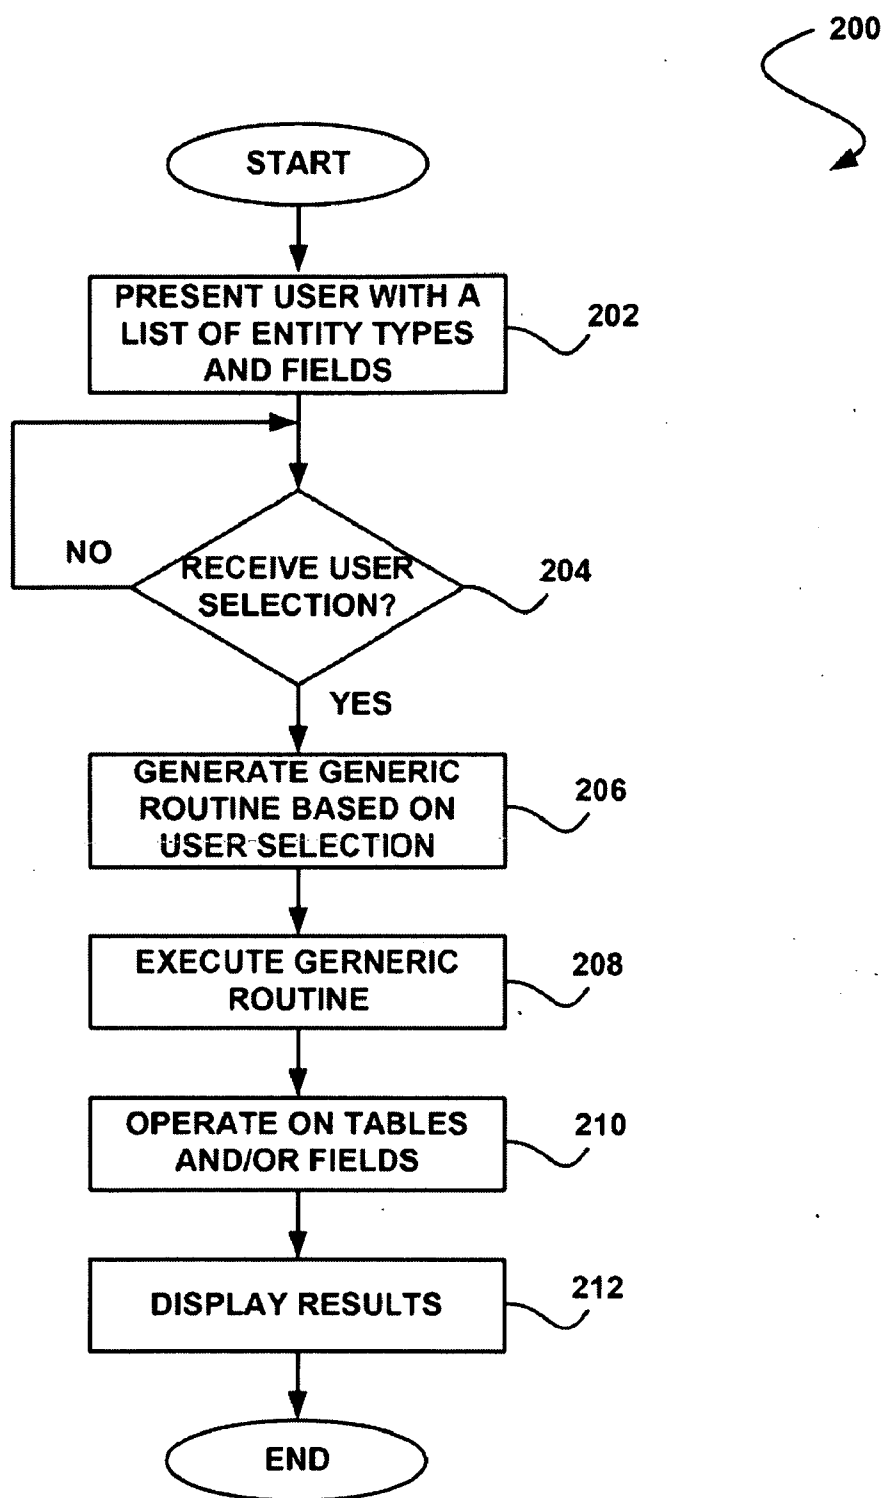 200
START
PRESENT USER WITH A
LIST OF ENTITY TYPES
AND FIELDS
202
NO
RECEIVE USER
SELECTION?
204
YES
GENERATE GENERIC
ROUTINE BASED ON
USER SELECTION
206
EXECUTE GERNERIC
ROUTINE
208
OPERATE ON TABLES
AND/OR FIELDS
210
DISPLAY RESULTS
212
END